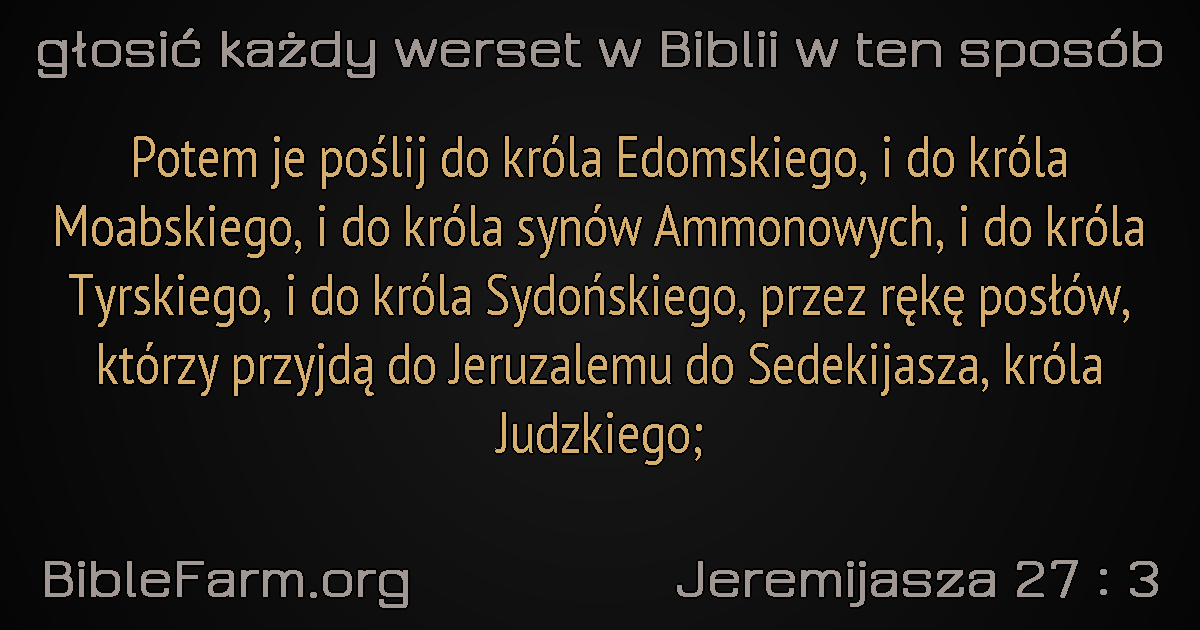 głosić każdy werset w Biblii w ten sposób
Potem je poślij do króla Edomskiego, i do króla
Moabskiego, i do króla synów Ammonowych, i do króla
Tyrskiego, i do króla Sydońskiego, przez rękę posłów,
którzy przyjdą do Jeruzalemu do Sedekijasza, króla
Judzkiego;
BibleFarm.org
Jeremijasza 27 : 3